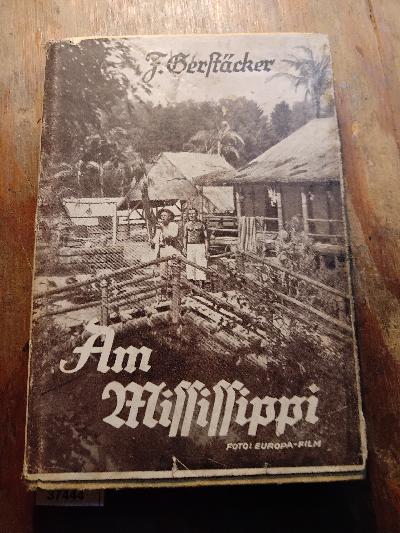 F. Gerstäcker
Am
Mississippi
FOTO: EUROPA-FILM
37444